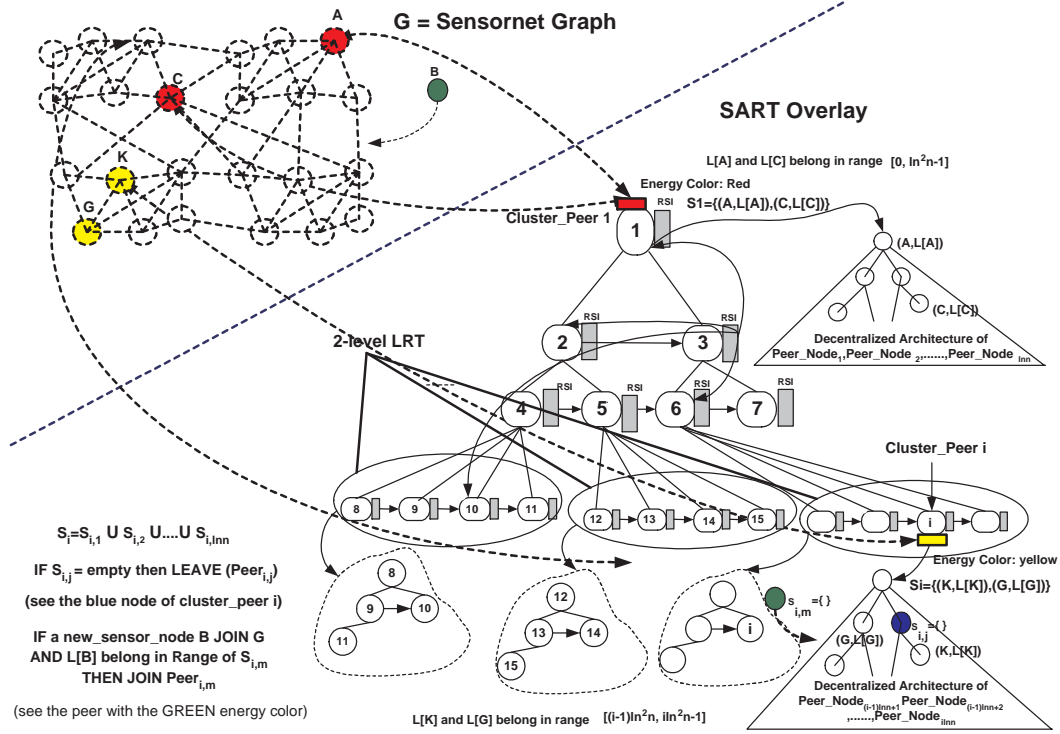 G = Sensornet Graph
A
B
C
K
G
SART Overlay
L[A] and L[C] belong in range [0, ln²n-1]
Energy Color: Red
RSI
S1={(A,L[A]),(C,L[C])}
Cluster_Peer 1
1
(A,L[A])
(C,L[C])
Decentralized Architecture of
Peer_Node₁,Peer_Node ₂,......,Peer_Node lnn
RSI
RSI
2
3
2-level LRT
RSI
RSI
RSI
RSI
4
5
6
7
Cluster_Peer i
8
9
10
11
12
13
14
15
i
Energy Color: yellow
Si={(K,L[K]),(G,L[G])}
Sᵢ=Sᵢ,₁ U Sᵢ,₂ U....U Sᵢ,lnn
IF Sᵢ,ⱼ = empty then LEAVE (Peerᵢ,ⱼ)
(see the blue node of cluster_peer i)
IF a new_sensor_node B JOIN G
AND L[B] belong in Range of Sᵢ,ₘ
THEN JOIN Peerᵢ,ₘ
(see the peer with the GREEN energy color)
8
9
10
11
12
13
14
15
i
sᵢ,ₘ={ }
sᵢ,ⱼ={ }
(G,L[G])
(K,L[K])
Decentralized Architecture of
Peer_Node(i-1)lnn+1 Peer_Node(i-1)lnn+2
,......,Peer_Node ilnn
L[K] and L[G] belong in range [(i-1)ln²n, iln²n-1]